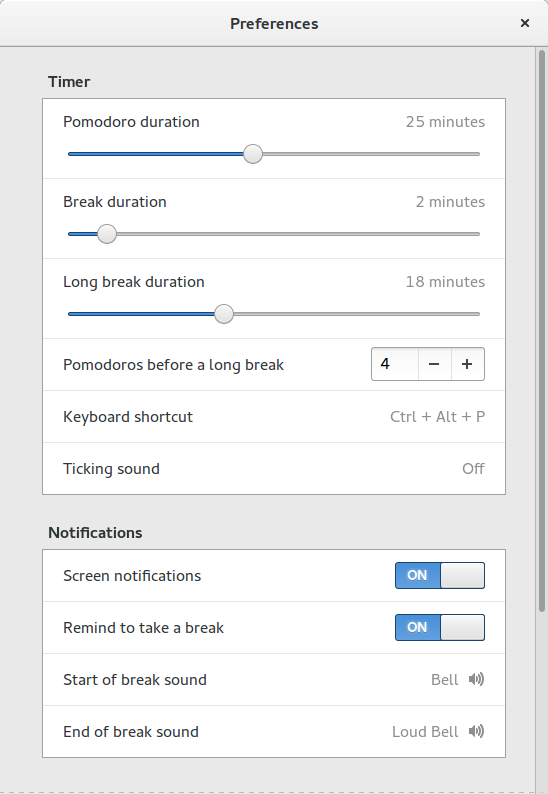 Preferences
Timer
Pomodoro duration 25 minutes
Break duration 2 minutes
Long break duration 18 minutes
Pomodoros before a long break 4 − +
Keyboard shortcut Ctrl + Alt + P
Ticking sound Off
Notifications
Screen notifications ON
Remind to take a break ON
Start of break sound Bell
End of break sound Loud Bell